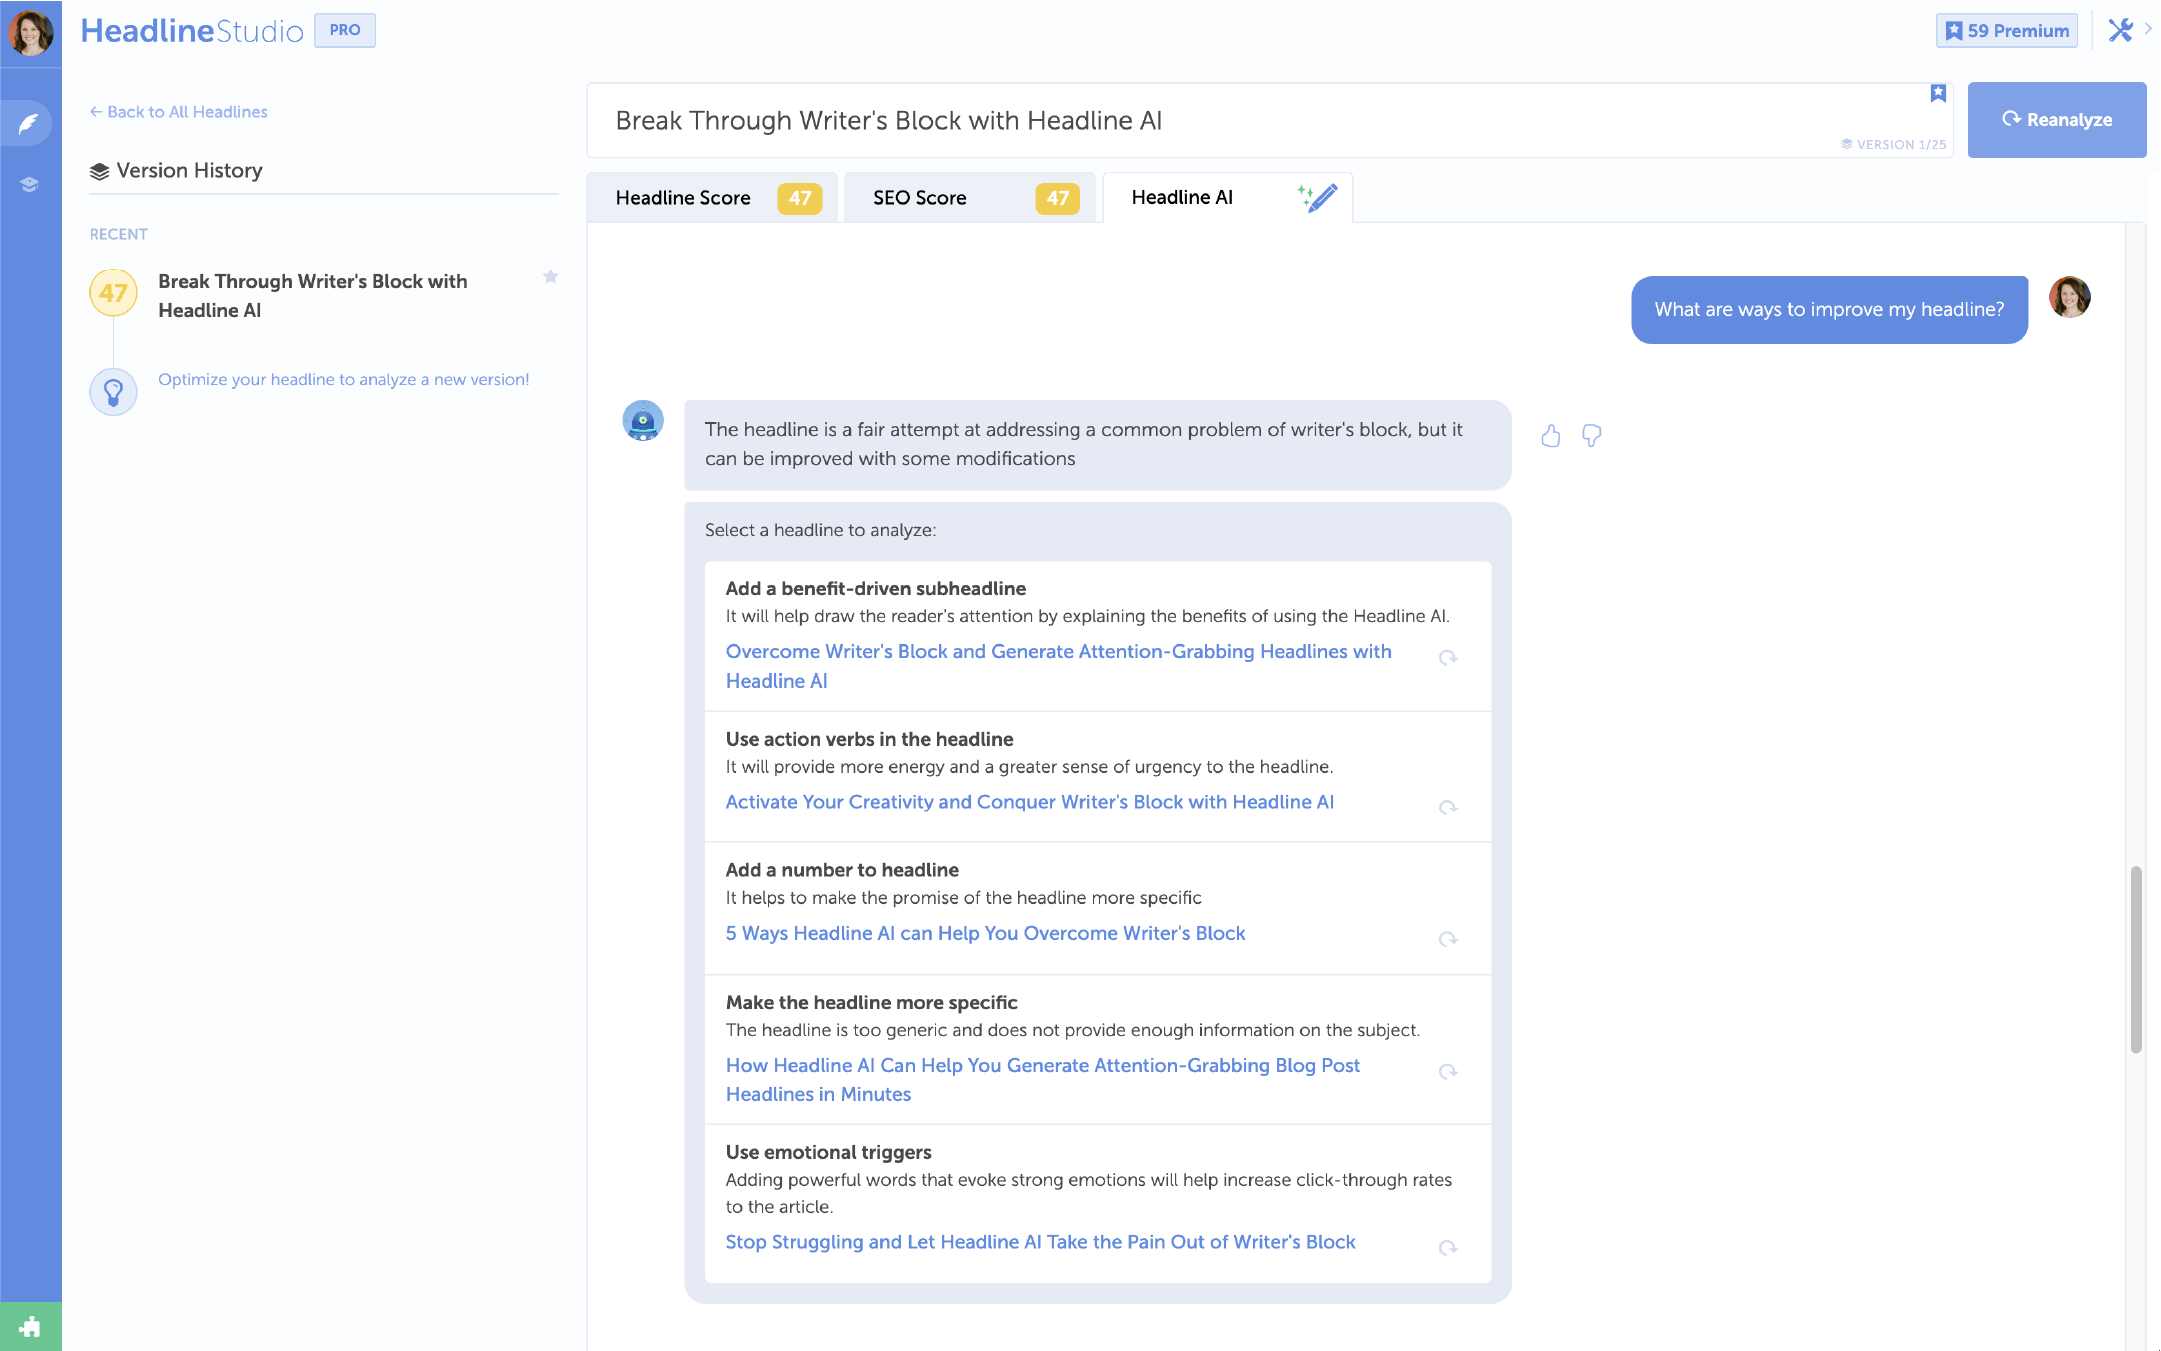 HeadlineStudio PRO
59 Premium
← Back to All Headlines
Version History
RECENT
47
Break Through Writer's Block with
Headline AI
Optimize your headline to analyze a new version!
Break Through Writer's Block with Headline AI
VERSION 1/25
Reanalyze
Headline Score 47
SEO Score 47
Headline AI
What are ways to improve my headline?
The headline is a fair attempt at addressing a common problem of writer's block, but it
can be improved with some modifications
Select a headline to analyze:
Add a benefit-driven subheadline
It will help draw the reader's attention by explaining the benefits of using the Headline AI.
Overcome Writer's Block and Generate Attention-Grabbing Headlines with
Headline AI
Use action verbs in the headline
It will provide more energy and a greater sense of urgency to the headline.
Activate Your Creativity and Conquer Writer's Block with Headline AI
Add a number to headline
It helps to make the promise of the headline more specific
5 Ways Headline AI can Help You Overcome Writer's Block
Make the headline more specific
The headline is too generic and does not provide enough information on the subject.
How Headline AI Can Help You Generate Attention-Grabbing Blog Post
Headlines in Minutes
Use emotional triggers
Adding powerful words that evoke strong emotions will help increase click-through rates
to the article.
Stop Struggling and Let Headline AI Take the Pain Out of Writer's Block